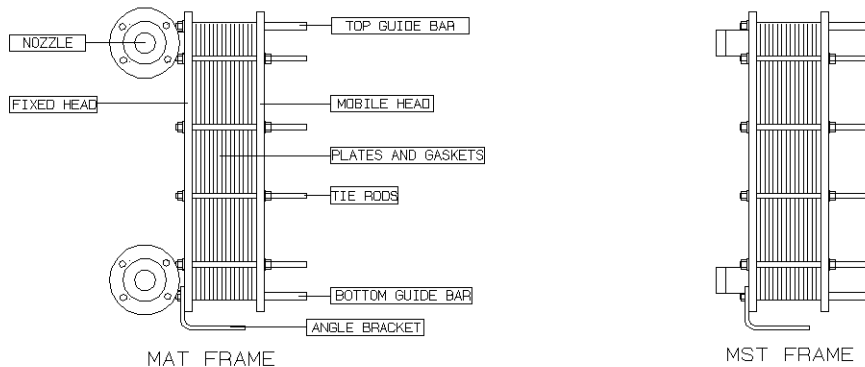 TOP GUIDE BAR
NOZZLE
FIXED HEAD
MOBILE HEAD
PLATES AND GASKETS
TIE RODS
BOTTOM GUIDE BAR
ANGLE BRACKET
MAT FRAME
MST FRAME